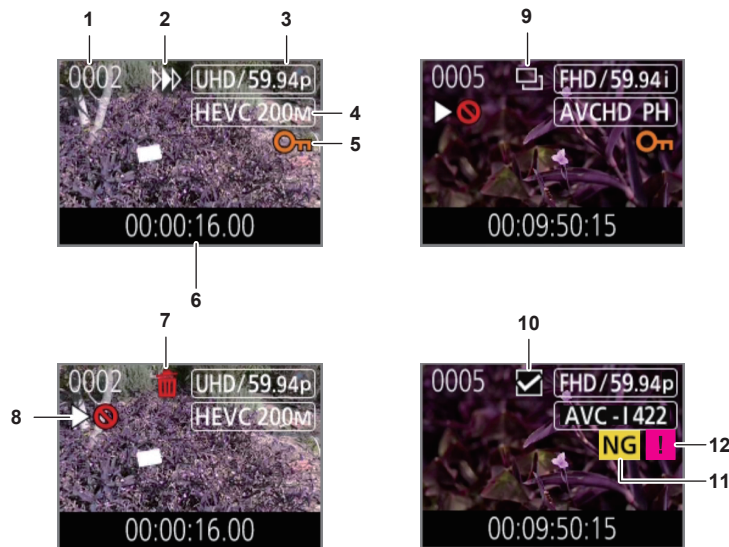 1 2 3
0002 UHD/59.94p
HEVC 200M 4
5
00:00:16.00
6
9
0005 FHD/59.94i
AVCHD PH
00:09:50:15
7
0002 UHD/59.94p
HEVC 200M
8
00:00:16.00
10
0005 FHD/59.94p
AVC-I 422
NG ! 12
11
00:09:50:15